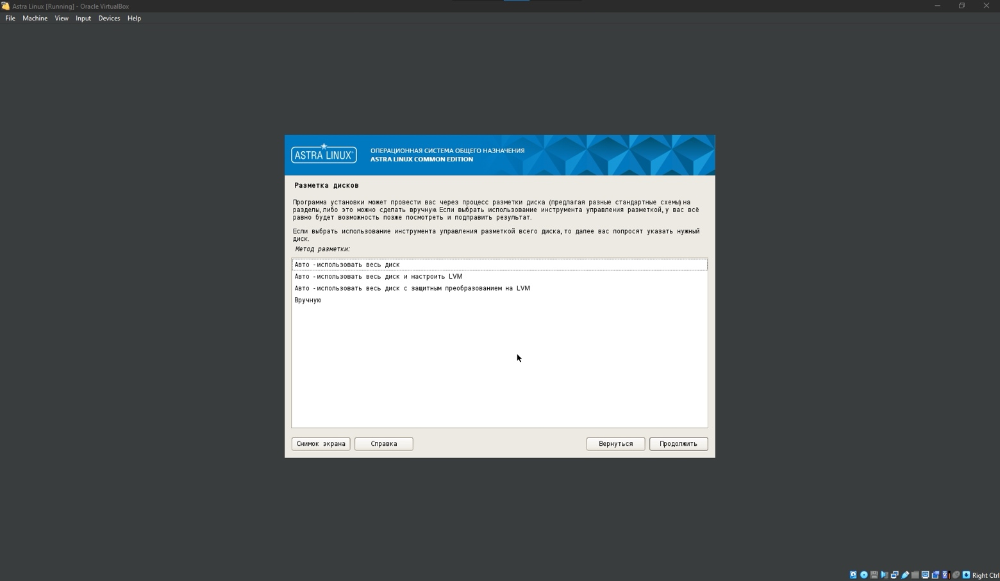 Astra Linux [Running] - Oracle VirtualBox
File Machine View Input Devices Help
ASTRA LINUX®
ОПЕРАЦИОННАЯ СИСТЕМА ОБЩЕГО НАЗНАЧЕНИЯ
ASTRA LINUX COMMON EDITION
Разметка дисков
Программа установки может провести вас через процесс разметки диска (предлагая разные стандартные схемы) на
разделы, либо это можно сделать вручную. Если выбрать использование инструмента управления разметкой, у вас всё
равно будет возможность позже посмотреть и подправить результат.
Если выбрать использование инструмента управления разметкой всего диска, то далее вас попросят указать нужный
диск.
Метод разметки:
Авто - использовать весь диск
Авто - использовать весь диск и настроить LVM
Авто - использовать весь диск с защитным преобразованием на LVM
Вручную
Снимок экрана Справка Вернуться Продолжить
Right Ctrl